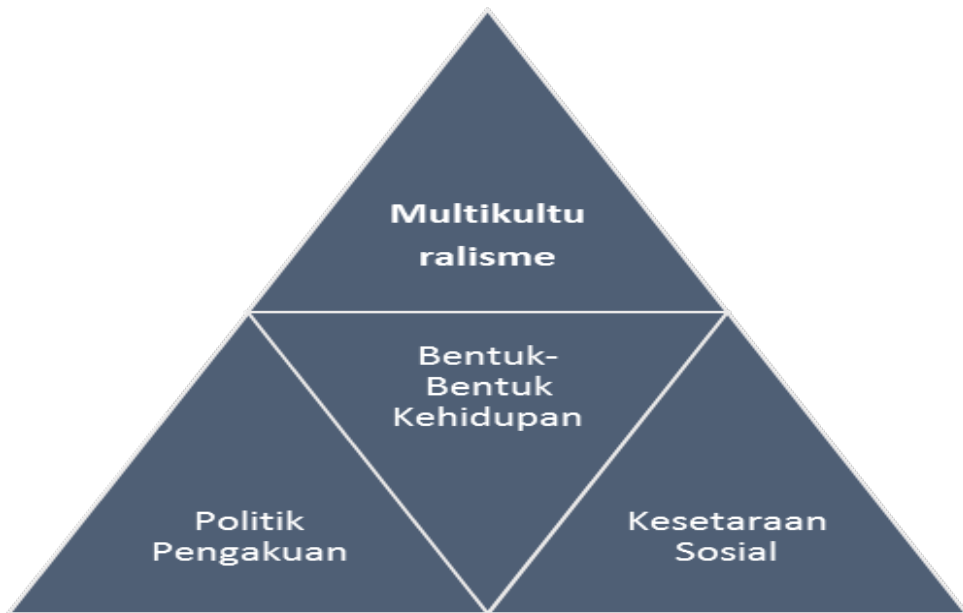 Multikultu
ralisme
Bentuk-
Bentuk
Kehidupan
Politik
Pengakuan
Kesetaraan
Sosial